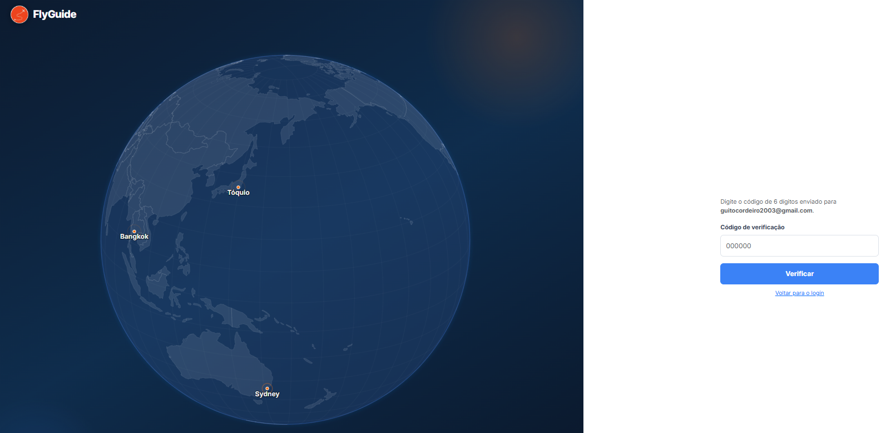 FlyGuide
Tóquio
Bangkok
Sydney
Digite o código de 6 dígitos enviado para
guitocordeiro2003@gmail.com.
Código de verificação
000000
Verificar
Voltar para o login